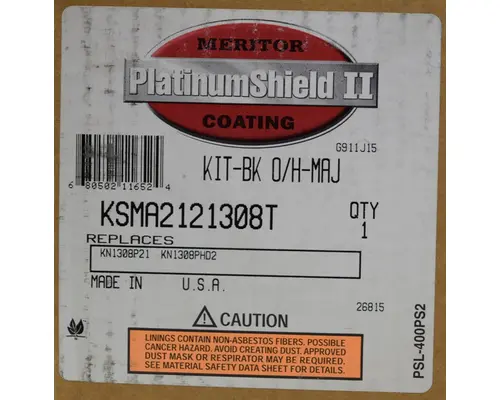 MERITOR
PlatinumShield II
COATING
G911J15
KIT-BK O/H-MAJ
6 80502 11652 4
KSMA2121308T
QTY
1
REPLACES
KN1308P21 KN1308PHD2
MADE IN U.S.A.
26815
CAUTION
LININGS CONTAIN NON-ASBESTOS FIBERS. POSSIBLE
CANCER HAZARD. AVOID CREATING DUST. APPROVED
DUST MASK OR RESPIRATOR MAY BE REQUIRED.
SEE MATERIAL SAFETY DATA SHEET FOR DETAILS.
PSL-400PS2